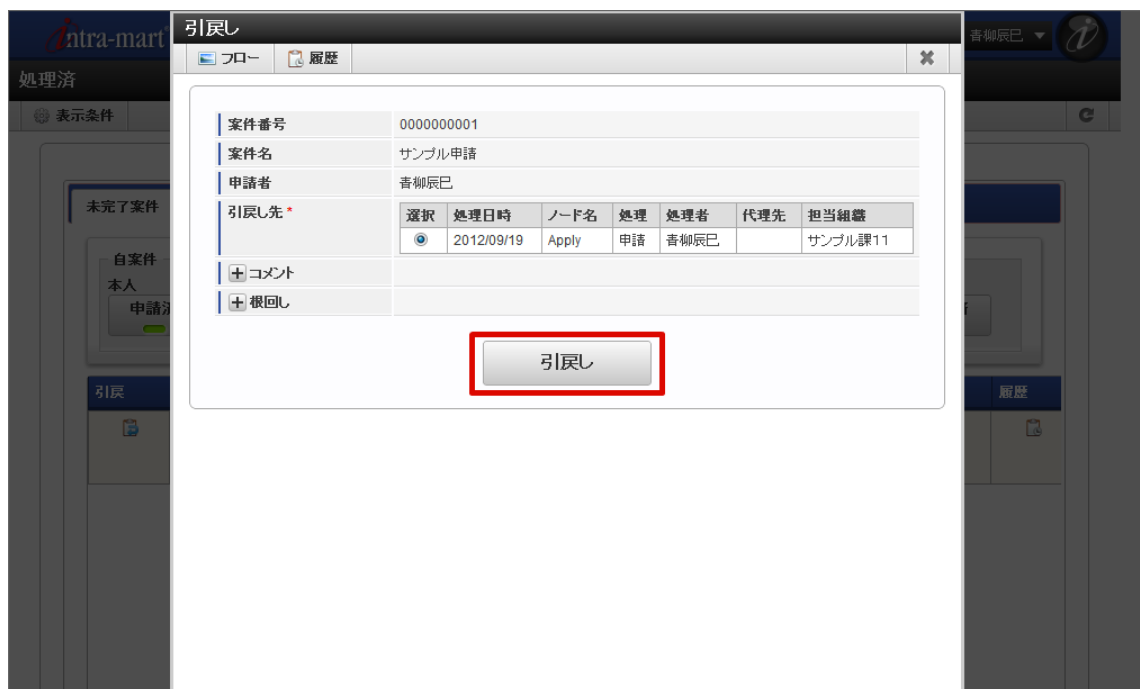 intra-mart
青柳辰巳
処理済
表示条件
引戻し
フロー 履歴
案件番号 0000000001
案件名 サンプル申請
申請者 青柳辰巳
引戻し先 *
選択 処理日時 ノード名 処理 処理者 代理先 担当組織
2012/09/19 Apply 申請 青柳辰巳 サンプル課11
コメント
根回し
引戻し
未完了案件
自案件
本人
申請済
引戻 履歴